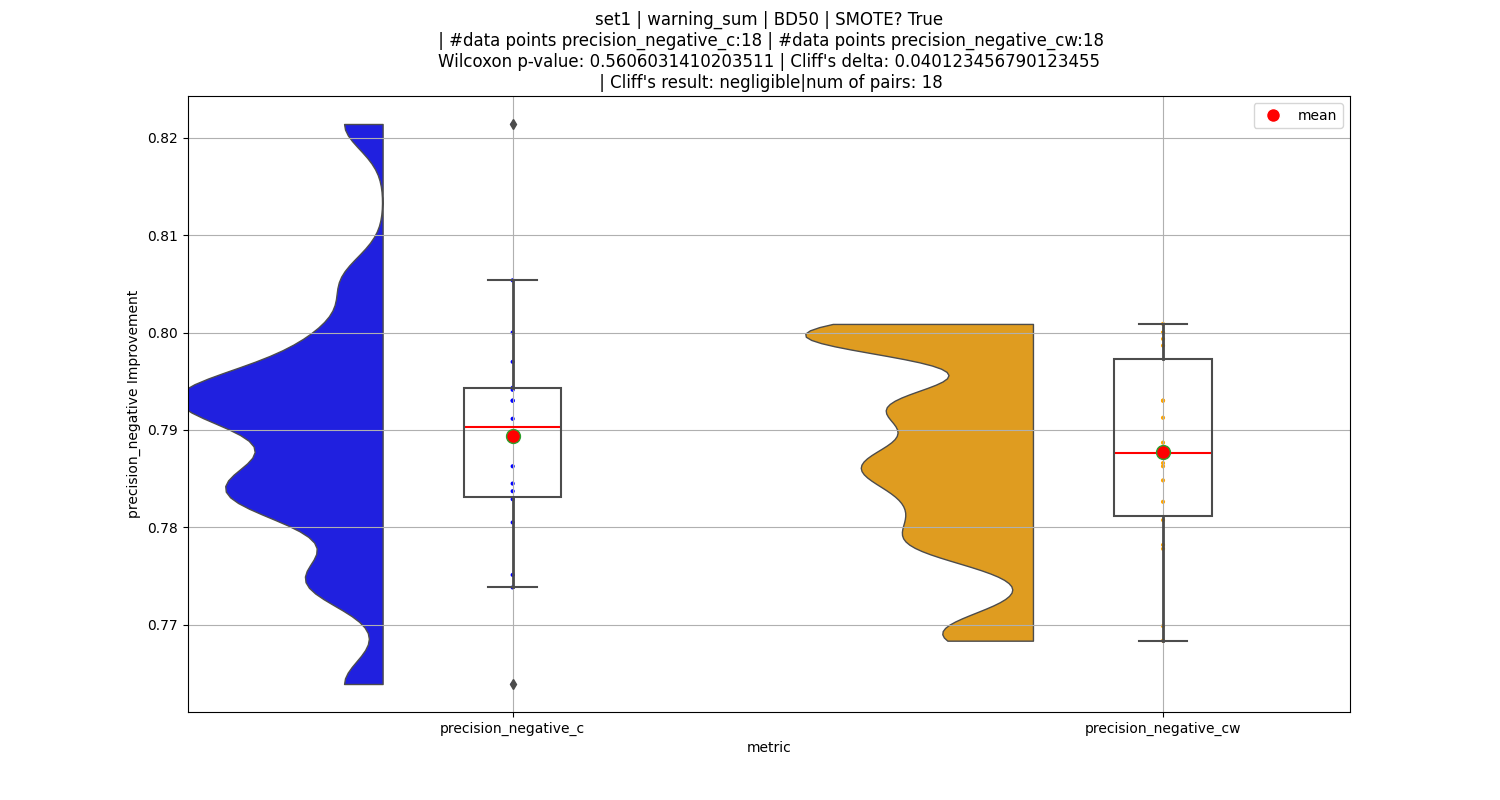 set1 | warning_sum | BD50 | SMOTE? True
| #data points precision_negative_c:18 | #data points precision_negative_cw:18
Wilcoxon p-value: 0.5606031410203511 | Cliff's delta: 0.040123456790123455
| Cliff's result: negligible|num of pairs: 18
mean
precision_negative Improvement
0.82
0.81
0.80
0.79
0.78
0.77
precision_negative_c
precision_negative_cw
metric